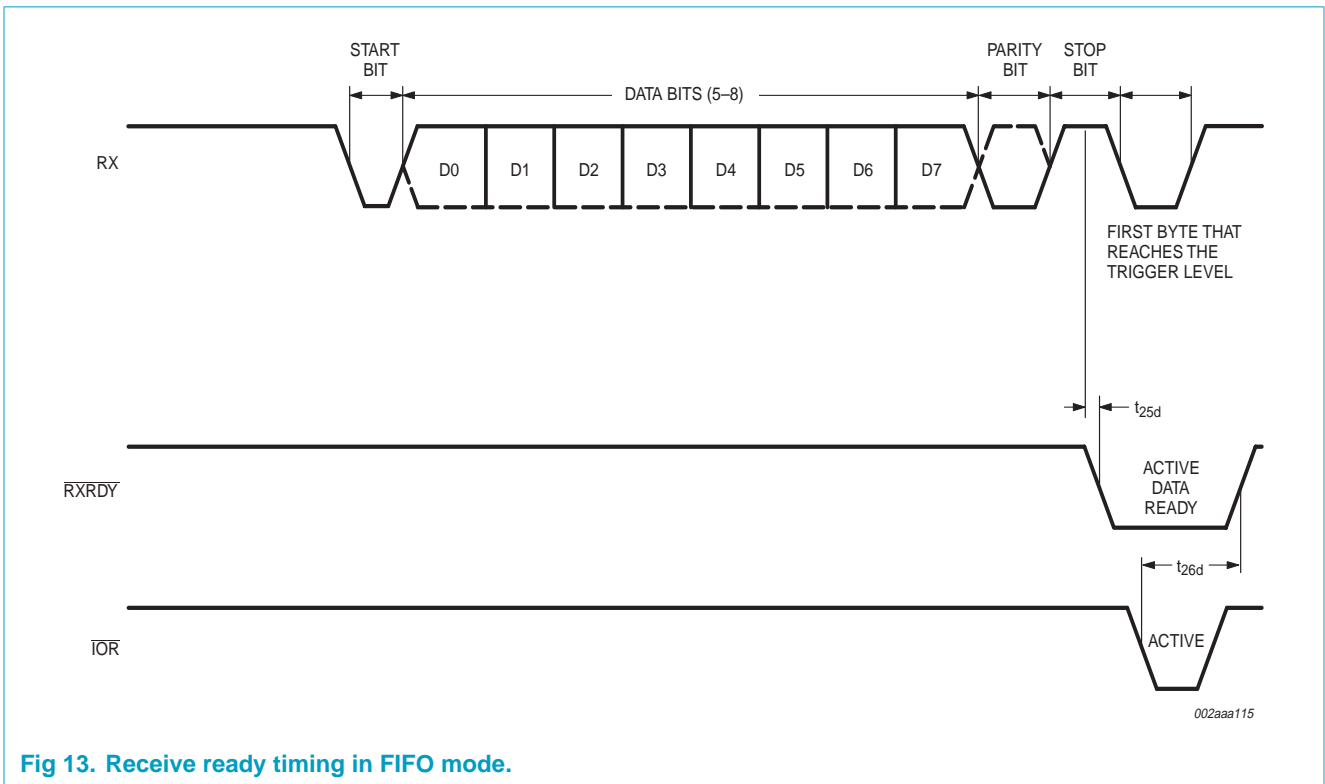 START
BIT
PARITY
BIT
STOP
BIT
DATA BITS (5–8)
RX
D0
D1
D2
D3
D4
D5
D6
D7
FIRST BYTE THAT
REACHES THE
TRIGGER LEVEL
t25d
RXRDY
ACTIVE
DATA
READY
t26d
IOR
ACTIVE
002aaa115
Fig 13. Receive ready timing in FIFO mode.